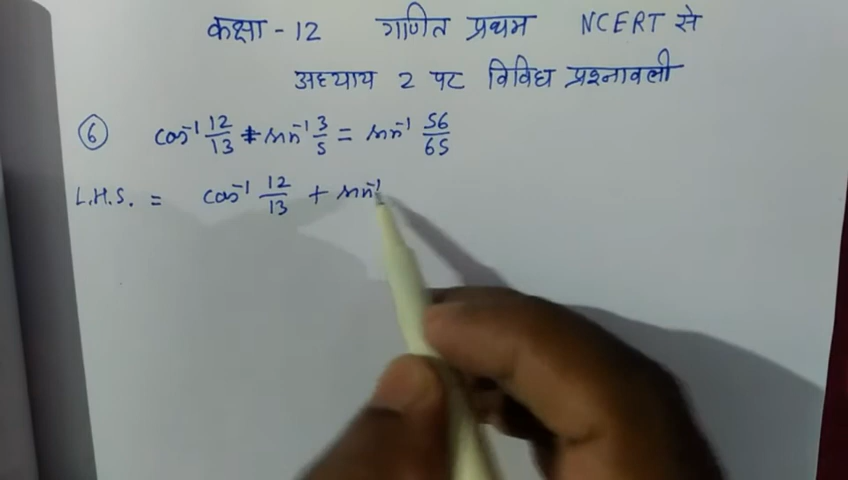 कक्षा - 12 गणित प्रथम NCERT से
अध्याय 2 पर विविध प्रश्नावली
⑥ cos⁻¹ 12/13 + sin⁻¹ 3/5 = sin⁻¹ 56/65
L.H.S. = cos⁻¹ 12/13 + sin⁻¹